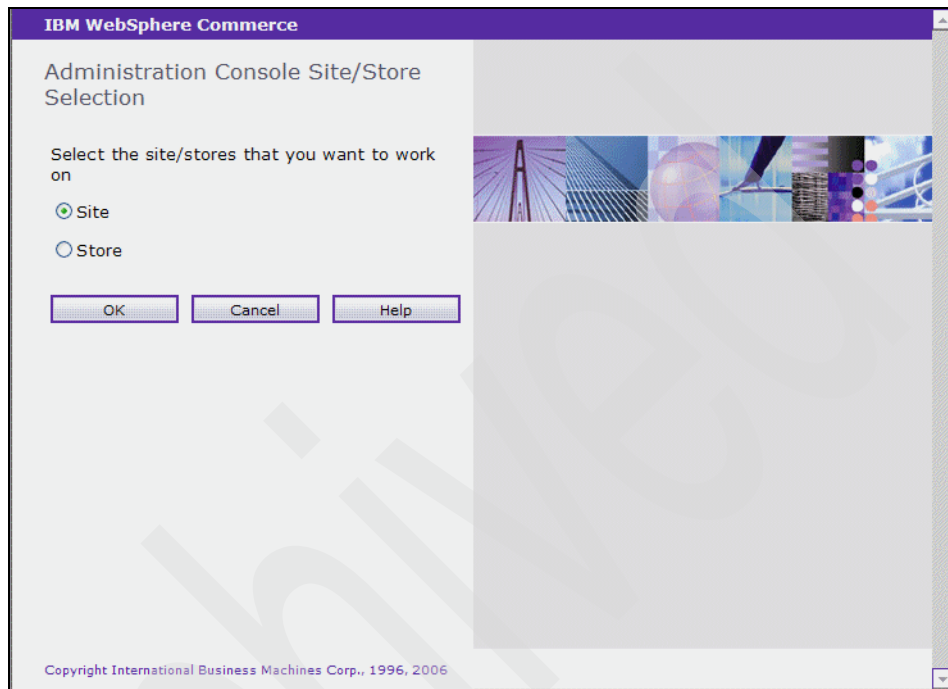 IBM WebSphere Commerce
Administration Console Site/Store
Selection
Select the site/stores that you want to work
on
Site
Store
OK Cancel Help
Copyright International Business Machines Corp., 1996, 2006